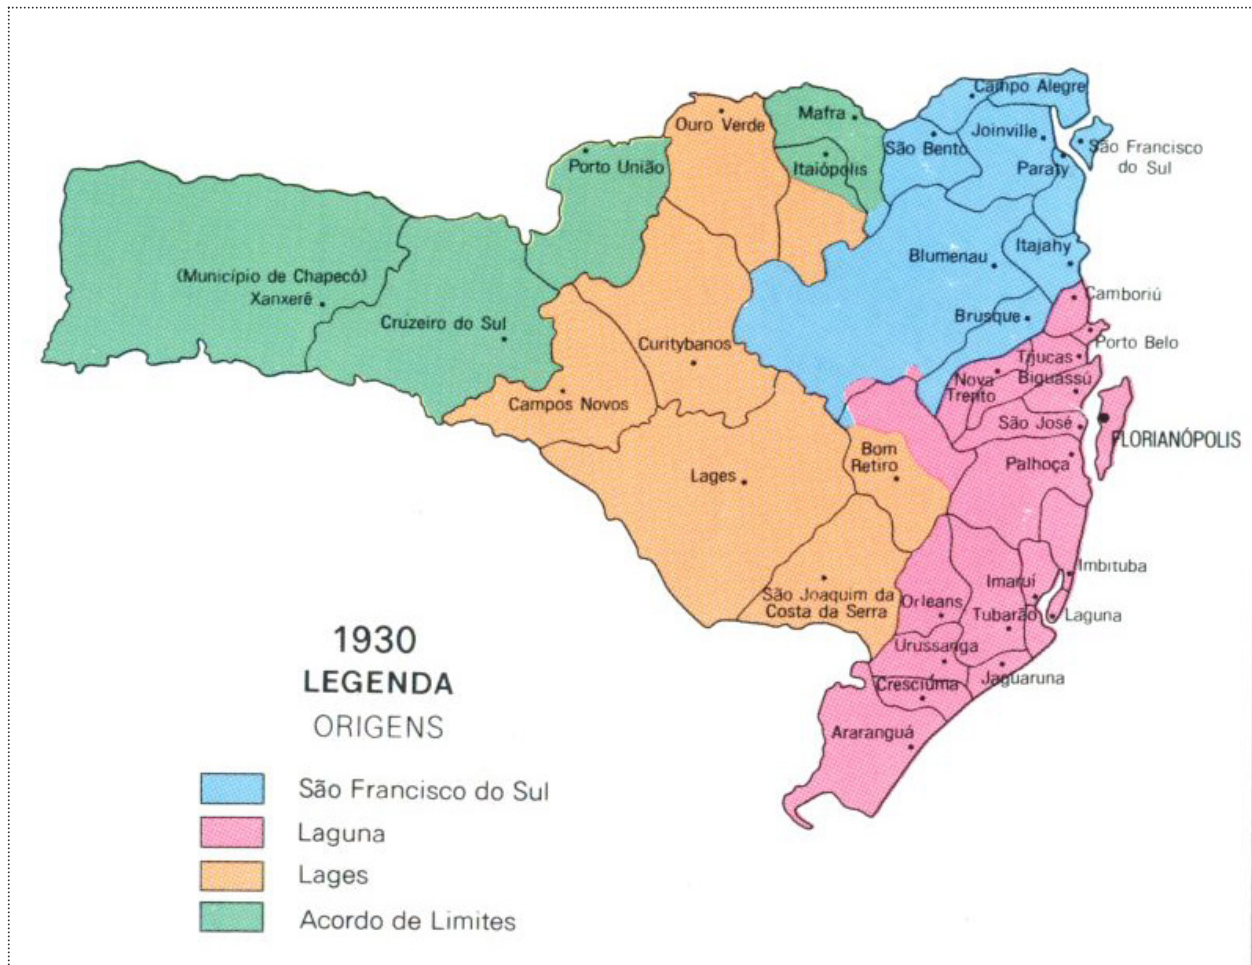 Campo Alegre
Mafra
Ouro Verde
Joinville
São Bento
São Francisco
do Sul
Porto União
Itaiópolis
Paraty
Itajahy
Blumenau
(Município de Chapecó)
Xanxerê
Camboriú
Cruzeiro do Sul
Brusque
Curitybanos
Porto Belo
Tijucas
Nova
Trento
Biguassú
Campos Novos
São José
FLORIANÓPOLIS
Bom
Retiro
Palhoça
Lages
Imbituba
Imaruí
São Joaquim da
Costa da Serra
Orleans
Tubarão
Laguna
Urussanga
Jaguaruna
Cresciúma
Araranguá
1930
LEGENDA
ORIGENS
São Francisco do Sul
Laguna
Lages
Acordo de Limites